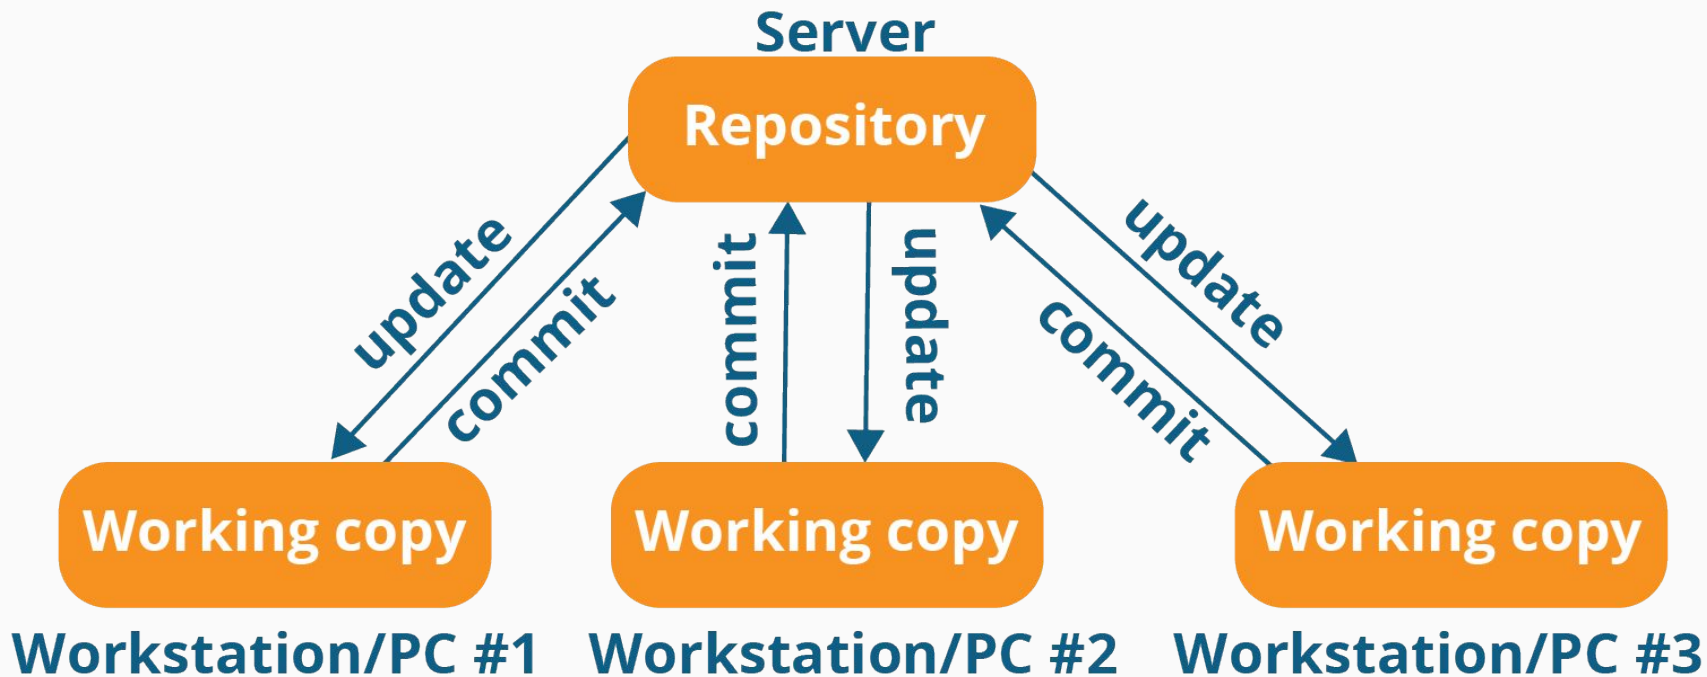 Server
Repository
update
commit
commit
update
update
commit
Working copy
Working copy
Working copy
Workstation/PC #1
Workstation/PC #2
Workstation/PC #3